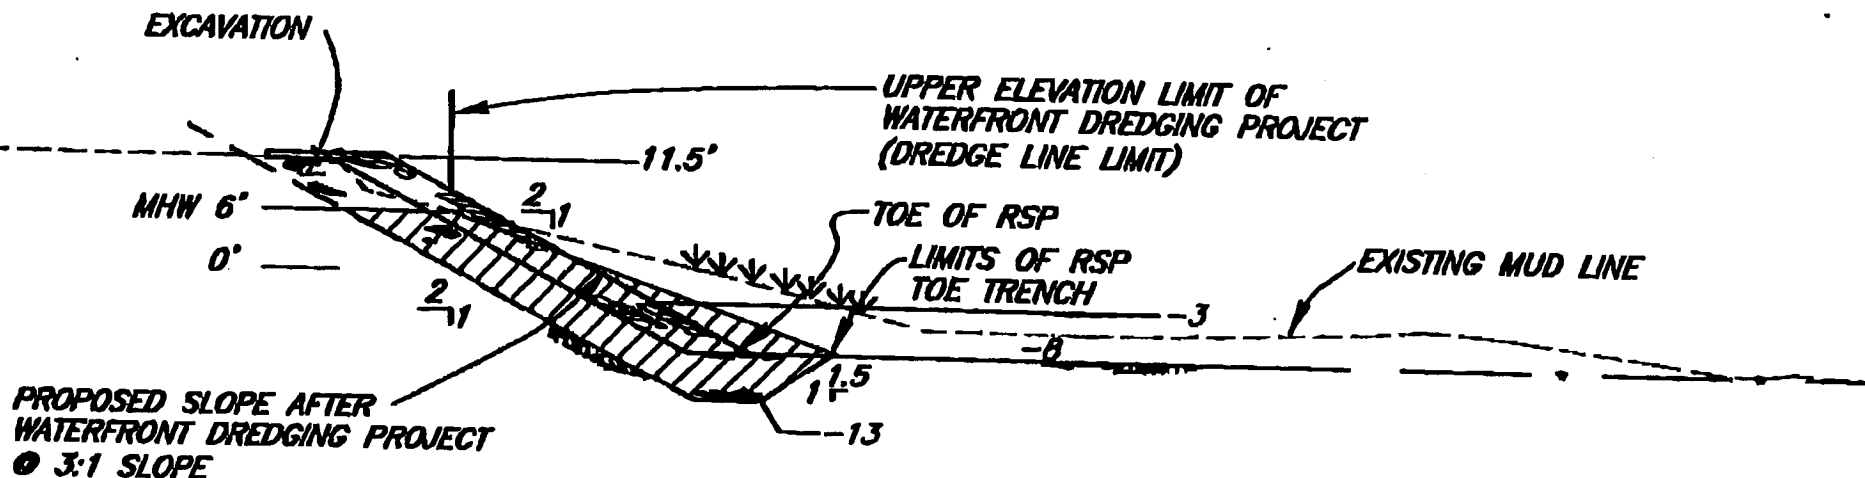 EXCAVATION
UPPER ELEVATION LIMIT OF
WATERFRONT DREDGING PROJECT
(DREDGE LINE LIMIT)
11.5'
2
1
MHW 6'
TOE OF RSP
0'
LIMITS OF RSP
TOE TRENCH
EXISTING MUD LINE
2
1
-3
-8
1.5
1
PROPOSED SLOPE AFTER
WATERFRONT DREDGING PROJECT
@ 3:1 SLOPE
-13